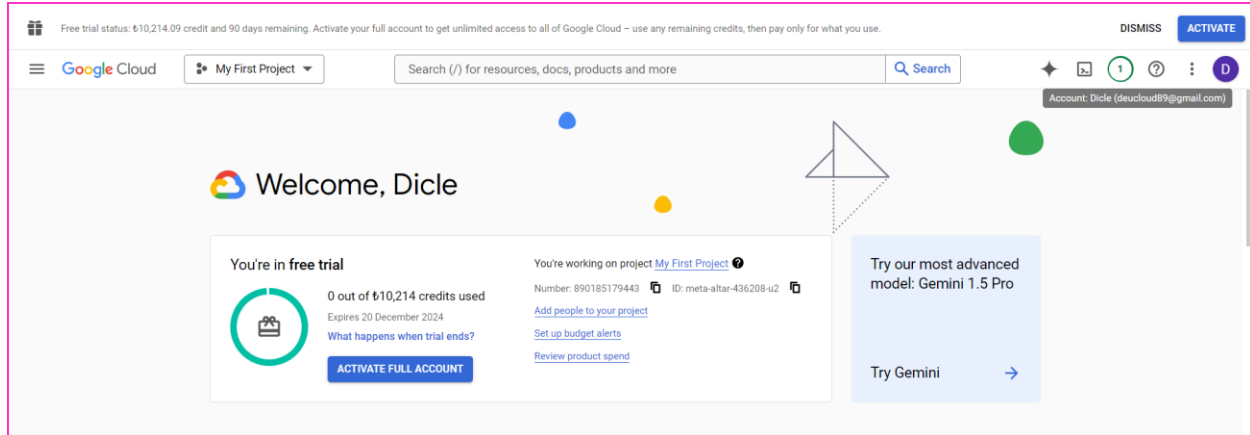 Free trial status: ₺10,214.09 credit and 90 days remaining. Activate your full account to get unlimited access to all of Google Cloud – use any remaining credits, then pay only for what you use.
DISMISS
ACTIVATE
Google Cloud
My First Project
Search (/) for resources, docs, products and more
Search
1
D
Account: Dicle (deucloud89@gmail.com)
Welcome, Dicle
You're in free trial
0 out of ₺10,214 credits used
Expires 20 December 2024
What happens when trial ends?
ACTIVATE FULL ACCOUNT
You're working on project My First Project
Number: 890185179443 ID: meta-altar-436208-u2
Add people to your project
Set up budget alerts
Review product spend
Try our most advanced
model: Gemini 1.5 Pro
Try Gemini